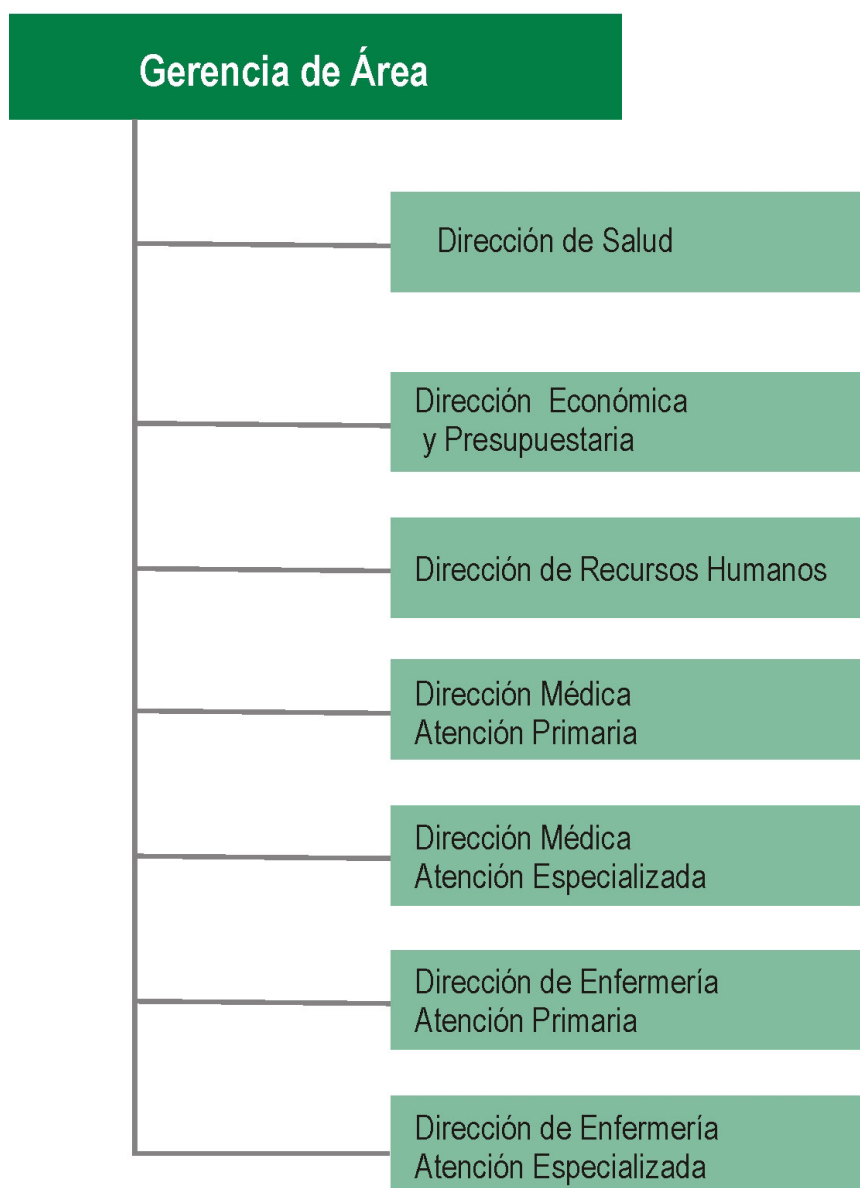 Gerencia de Área
Dirección de Salud
Dirección Económica
y Presupuestaria
Dirección de Recursos Humanos
Dirección Médica
Atención Primaria
Dirección Médica
Atención Especializada
Dirección de Enfermería
Atención Primaria
Dirección de Enfermería
Atención Especializada